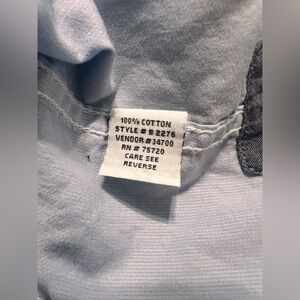 100% COTTON
STYLE # B 2276
VENDOR #34700
RN # 75720
CARE SEE
REVERSE